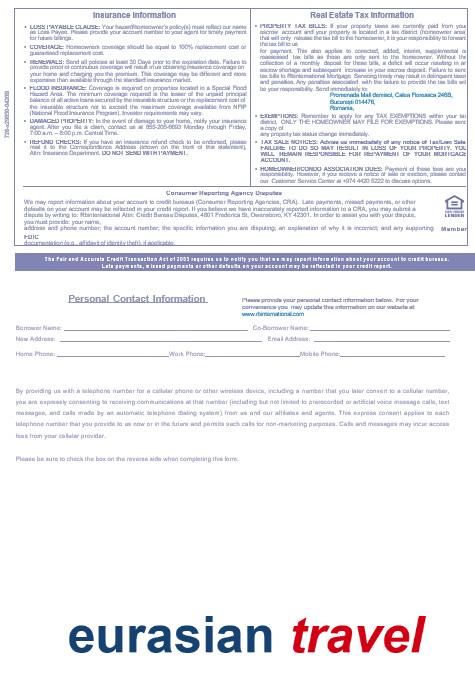 Insurance Information
• LOSS PAYABLE CLAUSE: Your hazard/homeowner's policy(s) must reflect our name
as Loss Payee. Please provide your account number to your agent for timely payment
for future billings.
• COVERAGE: Homeowners coverage should be equal to 100% replacement cost or
guaranteed replacement cost.
• RENEWALS: Send all policies at least 30 Days prior to the expiration date. Failure to
provide proof of continuous coverage will result in us obtaining insurance coverage on
your home and charging you the premium. This coverage may be different and more
expensive than available through the standard insurance market.
• FLOOD INSURANCE: Coverage is required on properties located in a Special Flood
Hazard Area. The minimum coverage required is the lesser of the unpaid principal
balance of all active loans secured by the insurable structure or the replacement cost of
the insurable structure not to exceed the maximum coverage available from NFIP
(National Flood Insurance Program). Investor requirements may vary.
• DAMAGED PROPERTY: In the event of damage to your home, notify your insurance
agent. After you file a claim, contact us at 855-205-6893 Monday through Friday,
7:00 a.m. – 8:00 p.m. Central Time.
• REFUND CHECKS: If you have an insurance refund check to be endorsed, please
mail it to the Correspondence Address (shown on the front of this statement),
Attn: Insurance Department. DO NOT SEND WITH PAYMENT.
Real Estate Tax Information
• PROPERTY TAX BILLS: If your property taxes are currently paid from you
escrow account and your property is located in a tax district (homeowner area)
that will only release the tax bill to the homeowner, it is your responsibility to forward
the tax bill to us
for payment. This also applies to corrected, added, interim, supplemental is
reassessed tax bills as those are only sent to the homeowner. Without the
collection of a monthly deposit for these bills, a deficit will occur resulting in ar
escrow shortage and subsequent increase in your escrow deposit. Failure to sent
tax bills to Rbinternational Mortgage. Servicing timely may result in delinquent taxes
and penalties. Any penalties associated with the failure to provide the tax bills will
be your responsibility. Send immediately to:
Promenada Mall domnici, Calea Floreasca 246B,
București 014476,
Romania,
• EXEMPTIONS: Remember to apply for any TAX EXEMPTIONS within your tax
district. ONLY THE HOMEOWNER MAY FILE FOR EXEMPTIONS. Please send
a copy of
any property tax status change immediately.
• TAX SALE NOTICES: Advise us immediately of any notice of tax/Lien Sale
FAILURE TO DO SO MAY RESULT IN LOSS OF YOUR PROPERTY. YOU
WILL REMAIN RESPONSIBLE FOR REPAYMENT OF YOUR MORTGAGE
ACCOUNT.
• HOMEOWNER/CONDO ASSOCIATION DUES: Payment of those fees are your
responsibility. However, if you receive a notice of sale or election, please contact
our Customer Service Center at +974 4420 5222 to discuss options.
Consumer Reporting Agency Disputes
We may report information about your account to credit bureaus (Consumer Reporting Agencies, CRA). Late payments, missed payments, or other
defaults on your account may be reflected in your credit report. If you believe we have inaccurately reported information to a CRA, you may submit a
dispute by writing to: Rbinternational Attn: Credit Bureau Disputes, 4801 Frederica St, Owensboro, KY 42301. In order to assist you with your dispute,
you must provide: your name,
address and phone number; the account number; the specific information you are disputing; an explanation of why it is incorrect; and any supporting
FDIC
documentation (e.g., affidavit of identity theft), if applicable.
LENDER
Member
The Fair and Accurate Credit Transaction Act of 2003 requires us to notify you that we may report information about your account to credit bureaus.
Late payments, missed payments or other defaults on your account may be reflected in your credit report.
Personal Contact Information
Please provide your personal contact information below. For your
convenience you may update this information on our website at
www.rbinternational.com
Borrower Name: Co-Borrower Name:
New Address: Email Address:
Home Phone: Work Phone: Mobile Phone:
By providing us with a telephone number for a cellular phone or other wireless device, including a number that you later convert to a cellular number,
you are expressly consenting to receiving communications at that number (including but not limited to prerecorded or artificial voice message calls, text
messages, and calls made by an automatic telephone dialing system) from us and our affiliates and agents. This express consent applies to each
telephone number that you provide to us now or in the future and permits such calls for non-marketing purposes. Calls and messages may incur access
fees from your cellular provider.
Please be sure to check the box on the reverse side when completing this form.
eurasian travel